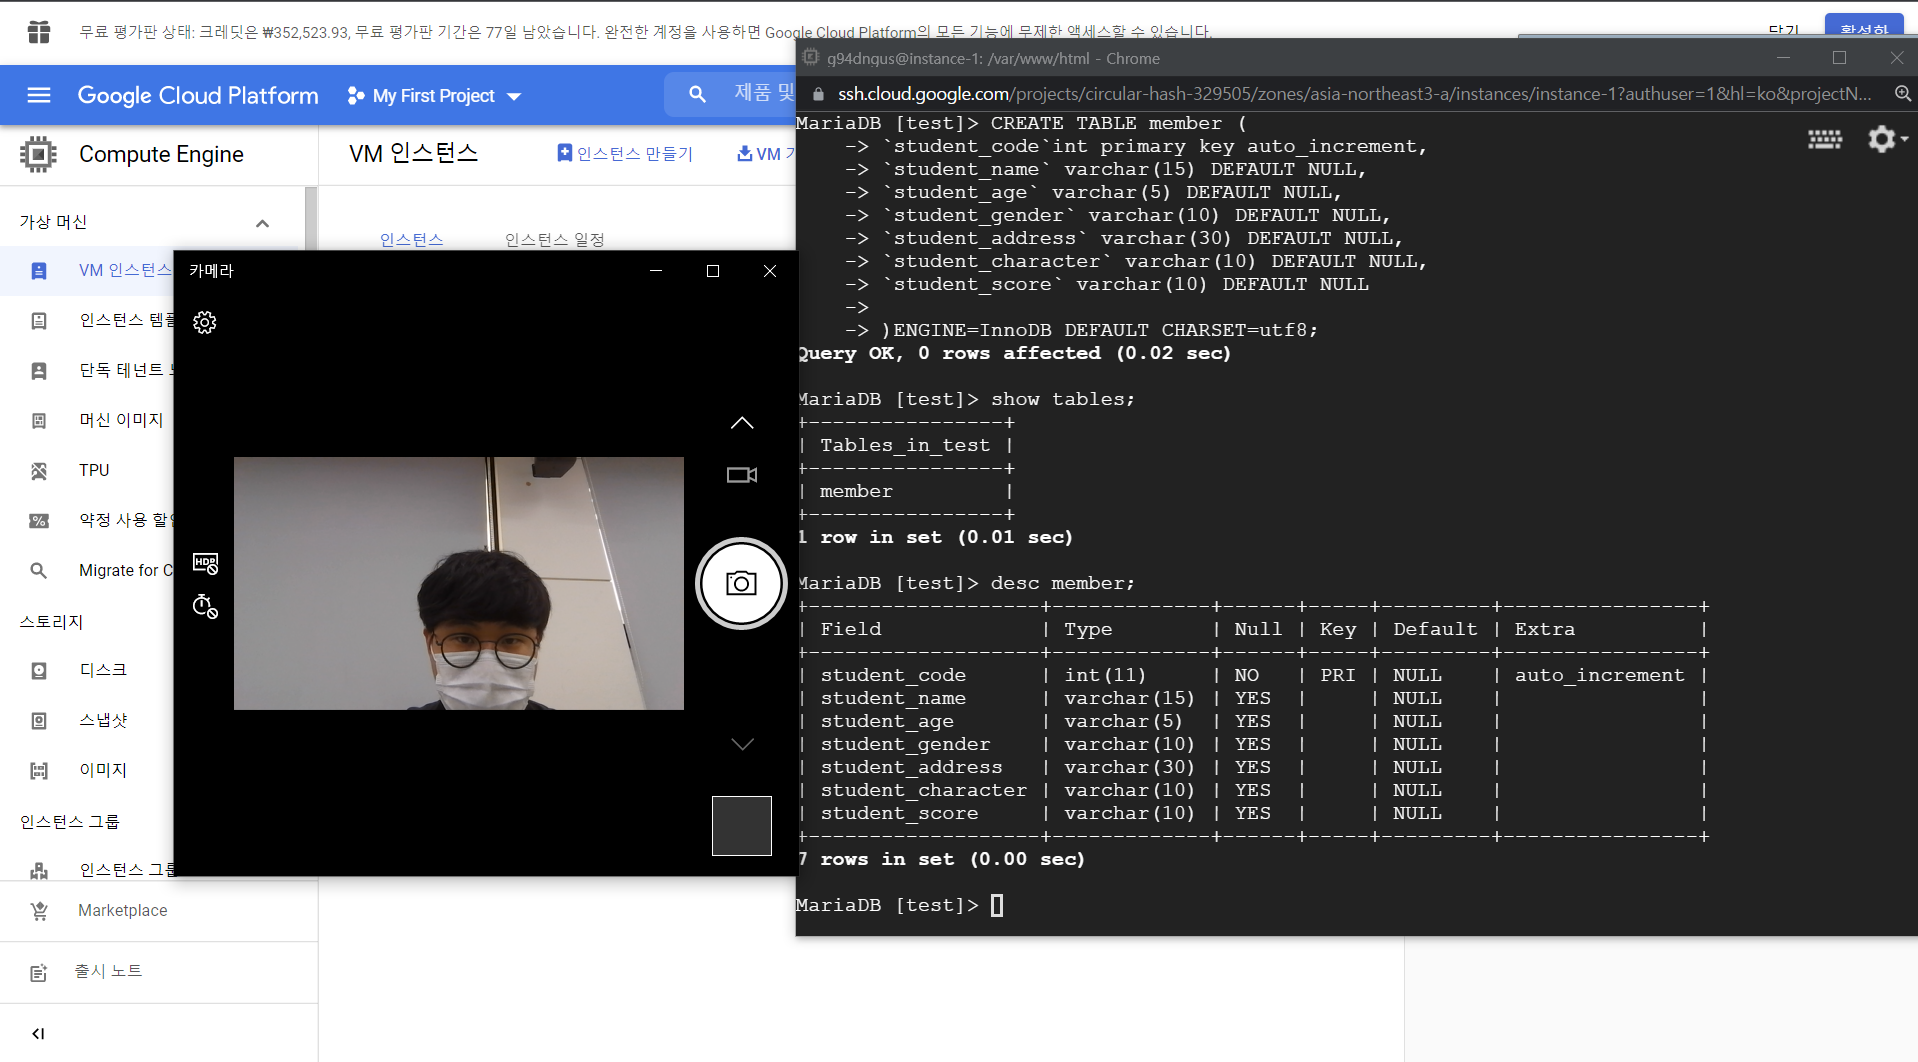 무료 평가판 상태: 크레딧은 ₩352,523.93, 무료 평가판 기간은 77일 남았습니다. 완전한 계정을 사용하면 Google Cloud Platform의 모든 기능에 무제한 액세스할 수 있습니다.
닫기
활성화
Google Cloud Platform
My First Project
제품 및
Compute Engine
VM 인스턴스
인스턴스 만들기
VM
인스턴스
인스턴스 일정
가상 머신
VM 인스턴스
인스턴스 템플
단독 테넌트
머신 이미지
TPU
약정 사용
Migrate for C
스토리지
디스크
스냅샷
이미지
인스턴스 그룹
인스턴스 그룹
Marketplace
출시 노트
카메라
HDR
g94dngus@instance-1: /var/www/html - Chrome
ssh.cloud.google.com/projects/circular-hash-329505/zones/asia-northeast3-a/instances/instance-1?authuser=1&hl=ko&projectN...
MariaDB [test]> CREATE TABLE member (
-> `student_code`int primary key auto_increment,
-> `student_name` varchar(15) DEFAULT NULL,
-> `student_age` varchar(5) DEFAULT NULL,
-> `student_gender` varchar(10) DEFAULT NULL,
-> `student_address` varchar(30) DEFAULT NULL,
-> `student_character` varchar(10) DEFAULT NULL,
-> `student_score` varchar(10) DEFAULT NULL
->
-> )ENGINE=InnoDB DEFAULT CHARSET=utf8;
Query OK, 0 rows affected (0.02 sec)
MariaDB [test]> show tables;
+----------------+
| Tables_in_test |
+----------------+
| member         |
+----------------+
1 row in set (0.01 sec)
MariaDB [test]> desc member;
+-------------------+-------------+------+-----+---------+----------------+
| Field             | Type        | Null | Key | Default | Extra          |
+-------------------+-------------+------+-----+---------+----------------+
| student_code      | int(11)     | NO   | PRI | NULL    | auto_increment |
| student_name      | varchar(15) | YES  |     | NULL    |                |
| student_age       | varchar(5)  | YES  |     | NULL    |                |
| student_gender    | varchar(10) | YES  |     | NULL    |                |
| student_address   | varchar(30) | YES  |     | NULL    |                |
| student_character | varchar(10) | YES  |     | NULL    |                |
| student_score     | varchar(10) | YES  |     | NULL    |                |
+-------------------+-------------+------+-----+---------+----------------+
7 rows in set (0.00 sec)
MariaDB [test]>